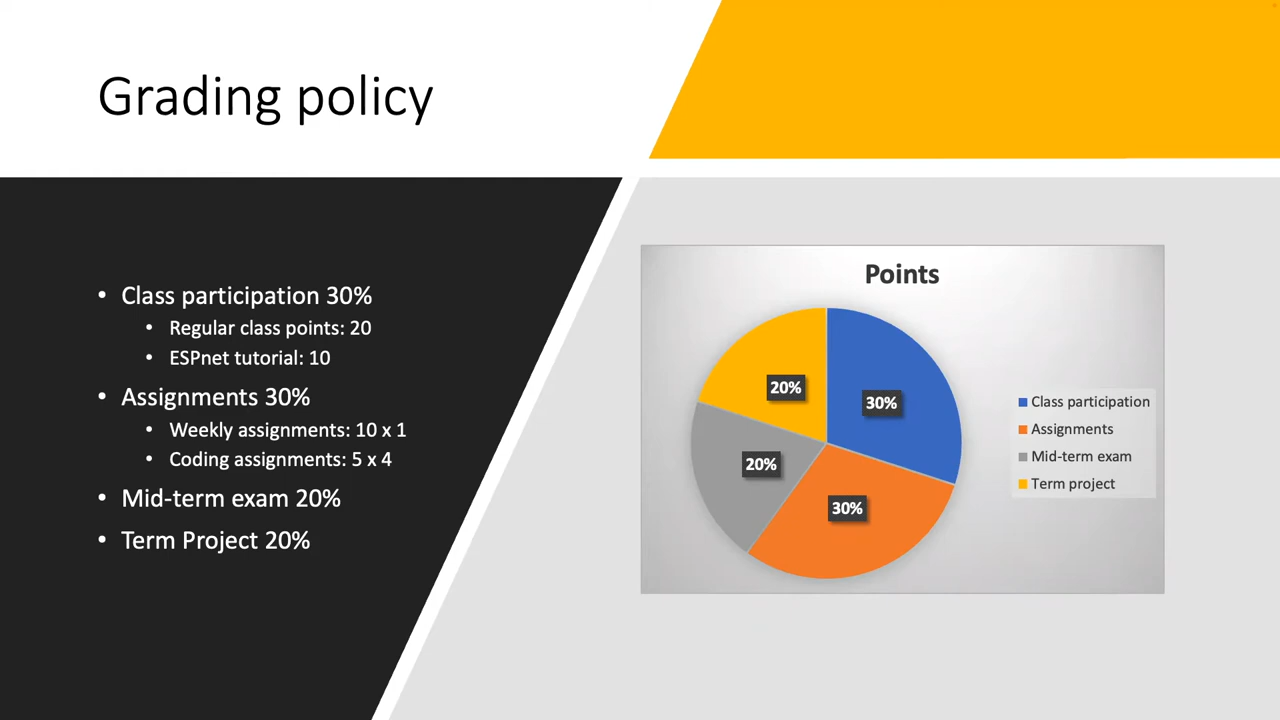 Grading policy
• Class participation 30%
• Regular class points: 20
• ESPnet tutorial: 10
• Assignments 30%
• Weekly assignments: 10 x 1
• Coding assignments: 5 x 4
• Mid-term exam 20%
• Term Project 20%
Points
20%
30%
20%
30%
Class participation
Assignments
Mid-term exam
Term project